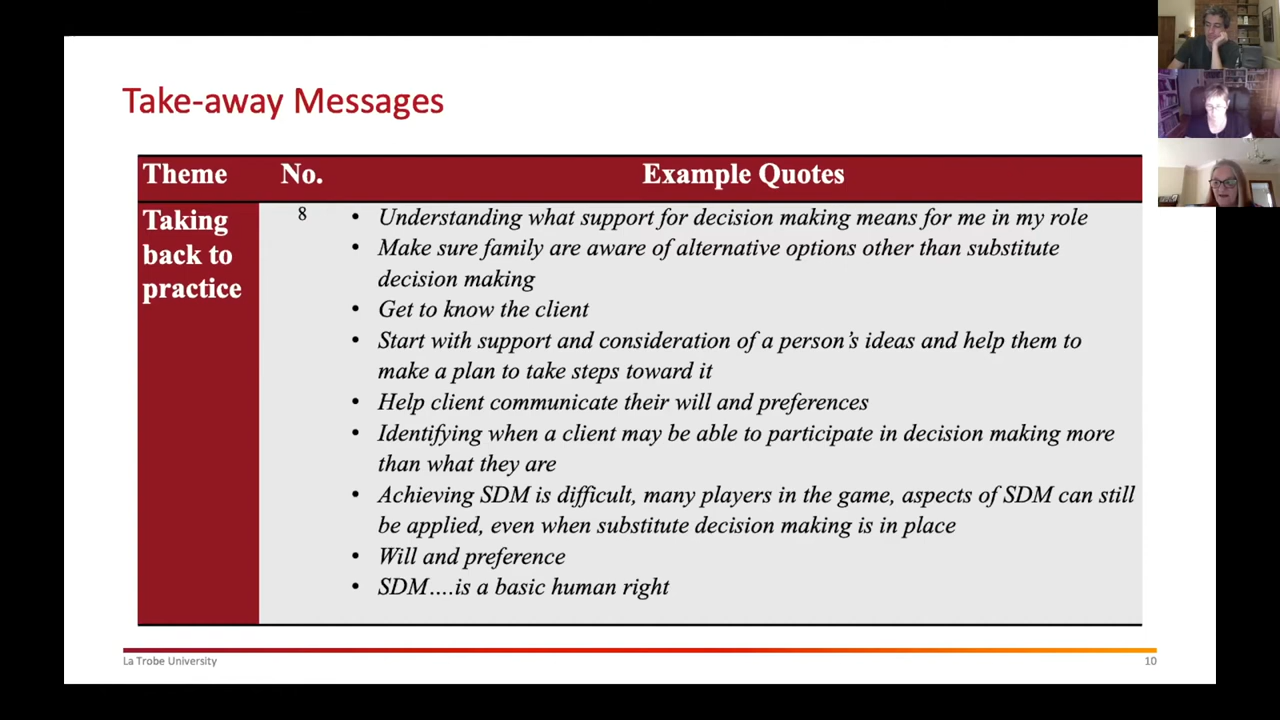 Take-away Messages
Theme No. Example Quotes
Taking
back to
practice
8
• Understanding what support for decision making means for me in my role
• Make sure family are aware of alternative options other than substitute
decision making
• Get to know the client
• Start with support and consideration of a person’s ideas and help them to
make a plan to take steps toward it
• Help client communicate their will and preferences
• Identifying when a client may be able to participate in decision making more
than what they are
• Achieving SDM is difficult, many players in the game, aspects of SDM can still
be applied, even when substitute decision making is in place
• Will and preference
• SDM….is a basic human right
La Trobe University
10